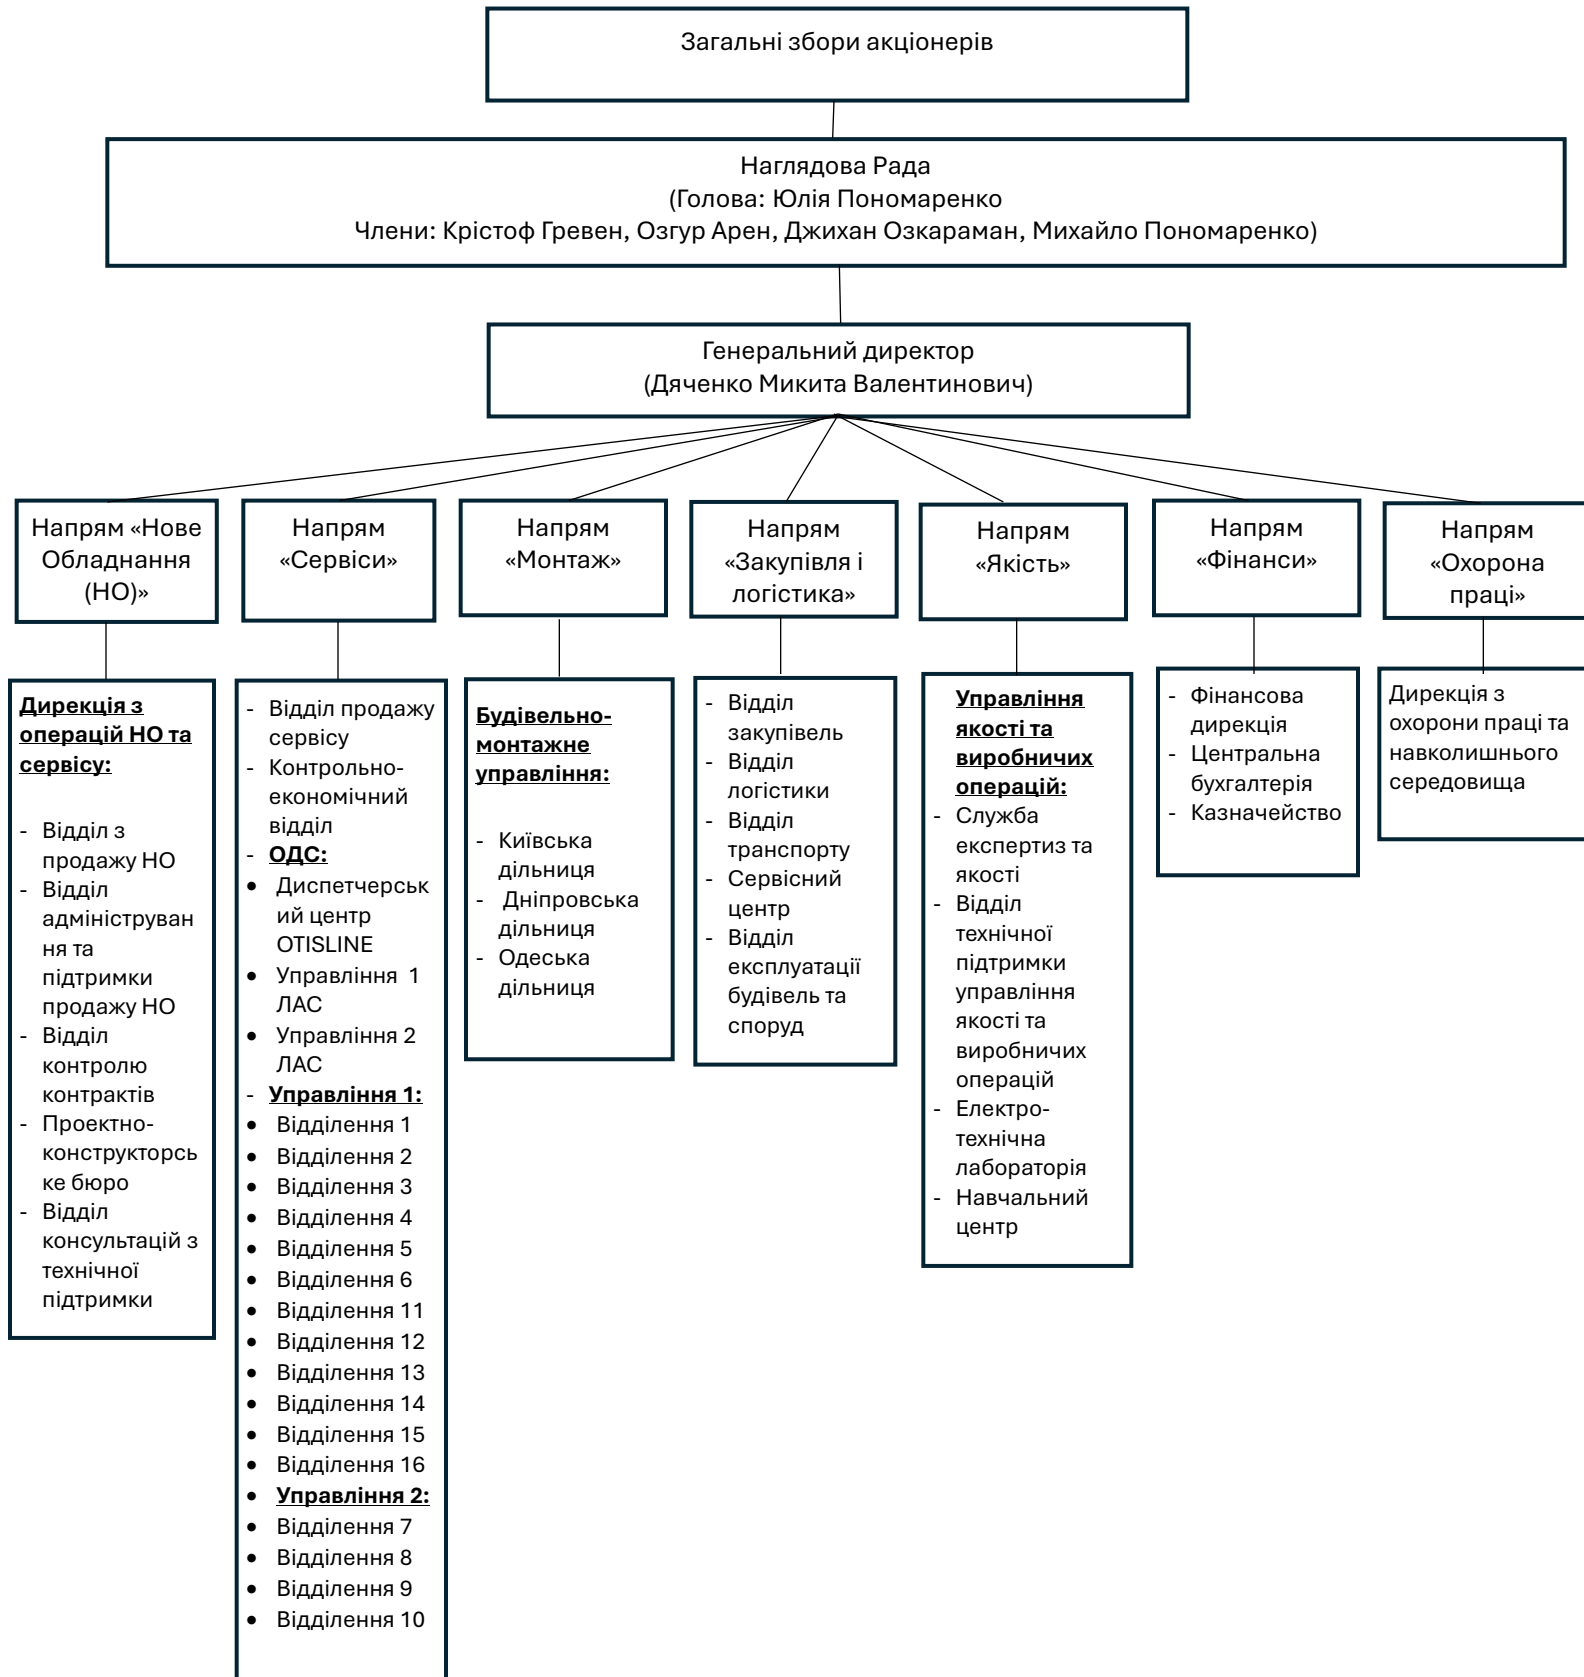 Загальні збори акціонерів
Наглядова Рада
(Голова: Юлія Пономаренко
Члени: Крістоф Гревен, Озгур Арен, Джихан Озкараман, Михайло Пономаренко)
Генеральний директор
(Дяченко Микита Валентинович)
Напрям «Нове
Обладнання
(НО)»
Напрям
«Сервіси»
Напрям
«Монтаж»
Напрям
«Закупівля і
логістика»
Напрям
«Якість»
Напрям
«Фінанси»
Напрям
«Охорона
праці»
Дирекція з
операцій НО та
сервісу:
- Відділ з
продажу НО
- Відділ
адмініструван
ня та
підтримки
продажу НО
- Відділ
контролю
контрактів
- Проектно-
конструкторсь
ке бюро
- Відділ
консультацій з
технічної
підтримки
- Відділ продажу
сервісу
- Контрольно-
економічний
відділ
- ОДС:
• Диспетчерськ
ий центр
OTISLINE
• Управління 1
ЛАС
• Управління 2
ЛАС
- Управління 1:
• Відділення 1
• Відділення 2
• Відділення 3
• Відділення 4
• Відділення 5
• Відділення 6
• Відділення 11
• Відділення 12
• Відділення 13
• Відділення 14
• Відділення 15
• Відділення 16
• Управління 2:
• Відділення 7
• Відділення 8
• Відділення 9
• Відділення 10
Будівельно-
монтажне
управління:
- Київська
дільниця
- Дніпровська
дільниця
- Одеська
дільниця
- Відділ
закупівель
- Відділ
логістики
- Відділ
транспорту
- Сервісний
центр
- Відділ
експлуатації
будівель та
споруд
Управління
якості та
виробничих
операцій:
- Служба
експертиз та
якості
- Відділ
технічної
підтримки
управління
якості та
виробничих
операцій
- Електро-
технічна
лабораторія
- Навчальний
центр
- Фінансова
дирекція
- Центральна
бухгалтерія
- Казначейство
Дирекція з
охорони праці та
навколишнього
середовища